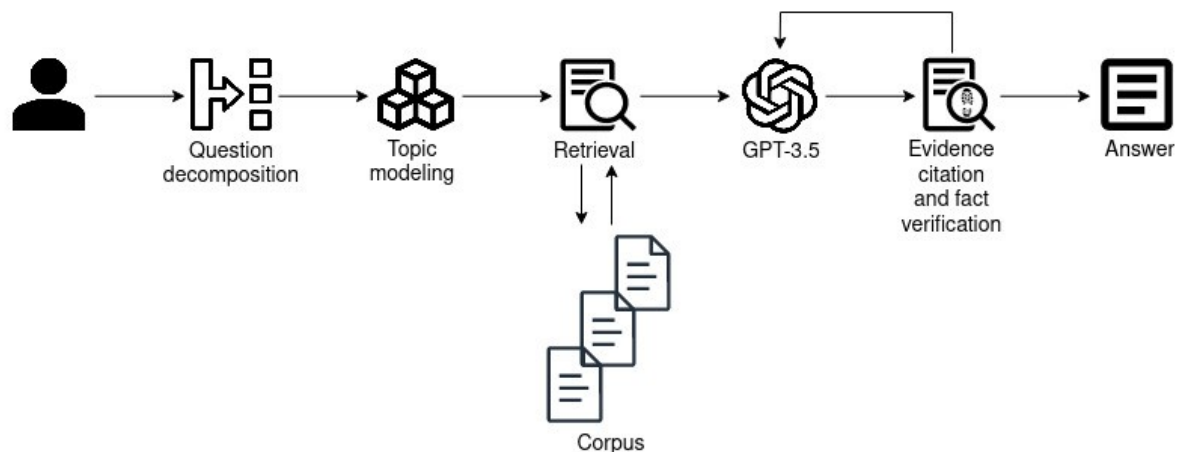 Question
decomposition
Topic
modeling
Retrieval
GPT-3.5
Evidence
citation
and fact
verification
Answer
Corpus